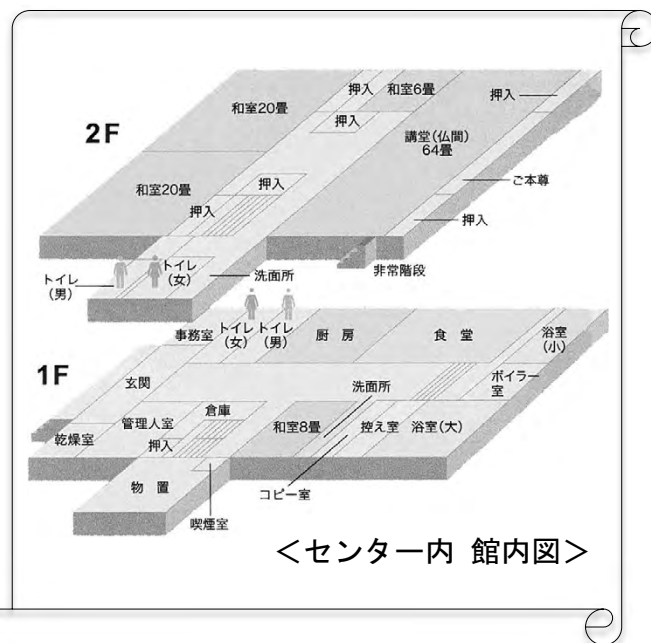 2F
押入
和室6畳
押入
和室20畳
押入
講堂(仏間)
64畳
押入
和室20畳
ご本尊
押入
押入
非常階段
トイレ
(男)
トイレ
(女)
洗面所
1F
事務室
トイレ
(女)
トイレ
(男)
厨 房
食 堂
浴室
(小)
玄関
洗面所
ボイラー
室
倉庫
管理人室
乾燥室
押入
和室8畳
控え室
浴室(大)
物 置
コピー室
喫煙室
<センター内 館内図>